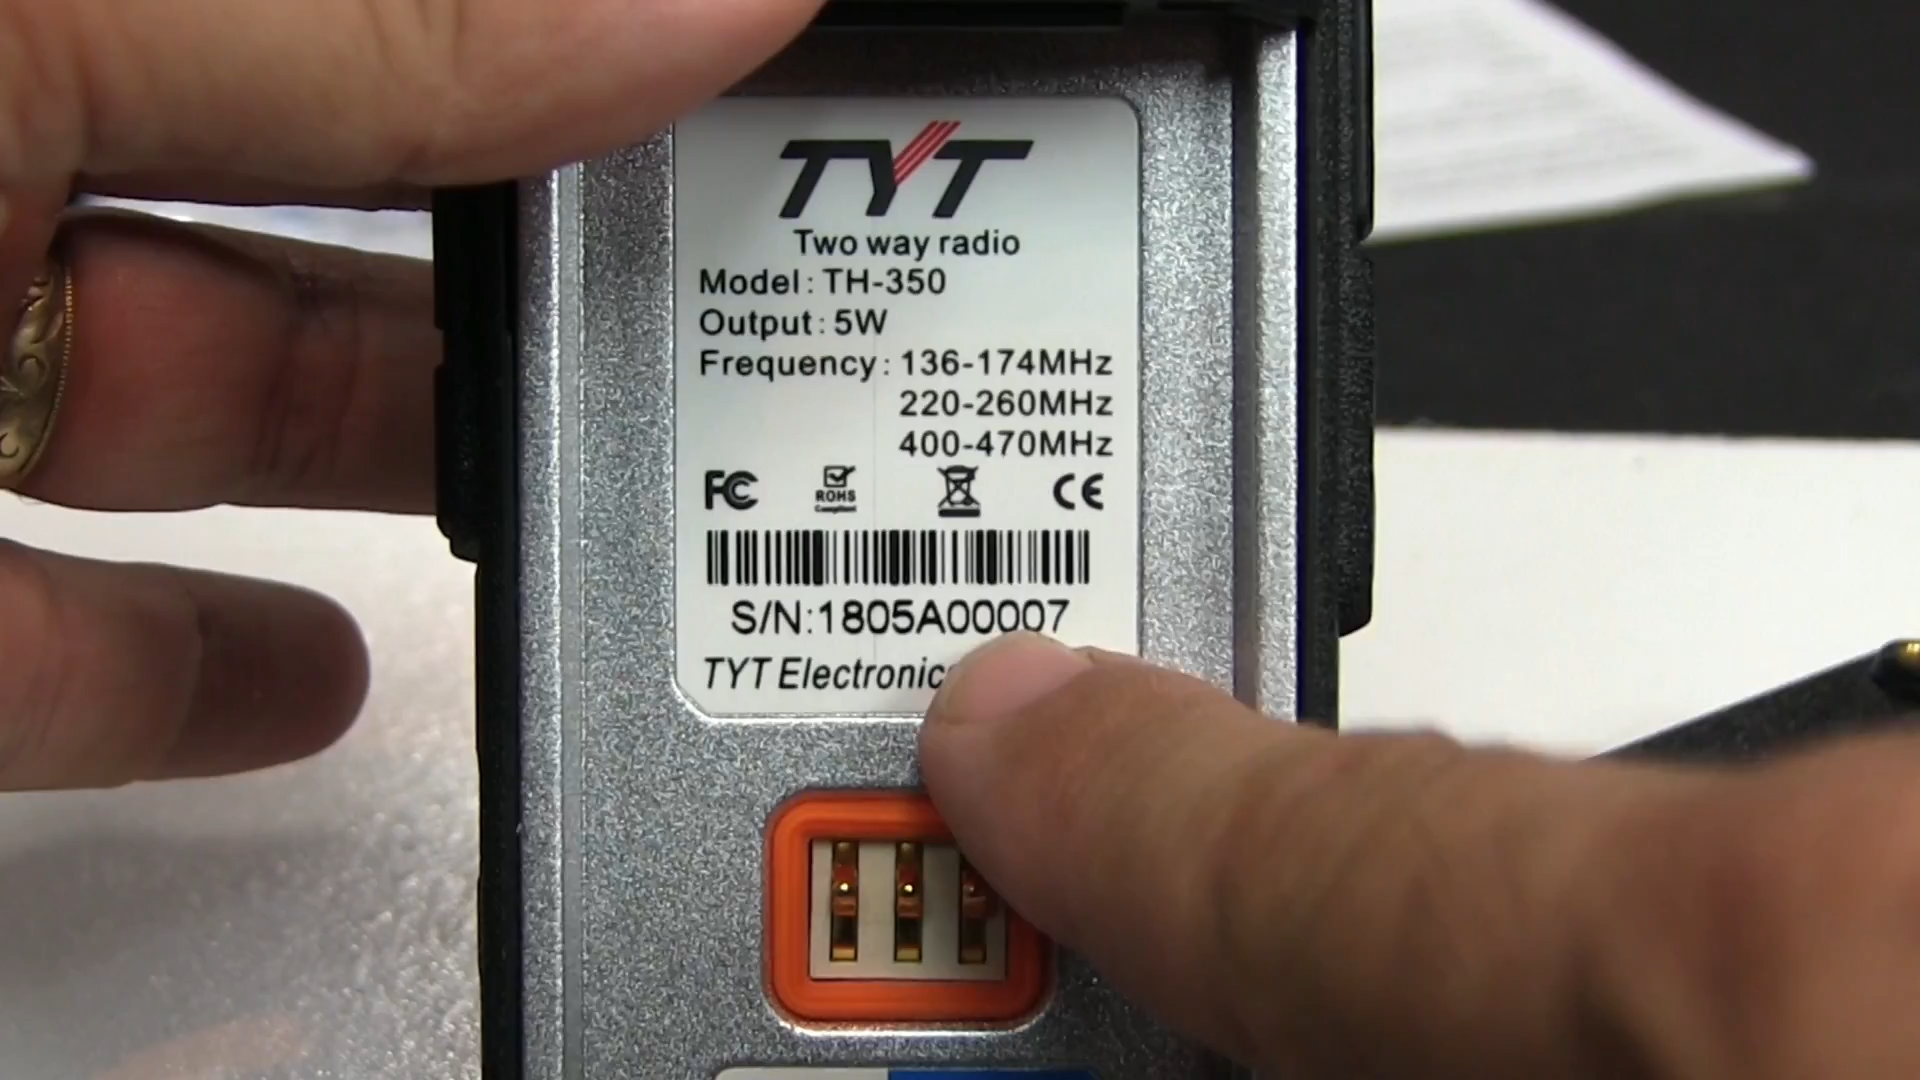 TYT
Two way radio
Model: TH-350
Output: 5W
Frequency: 136-174MHz
220-260MHz
400-470MHz
FC ROHS CE
Compliant
S/N:1805A00007
TYT Electronic